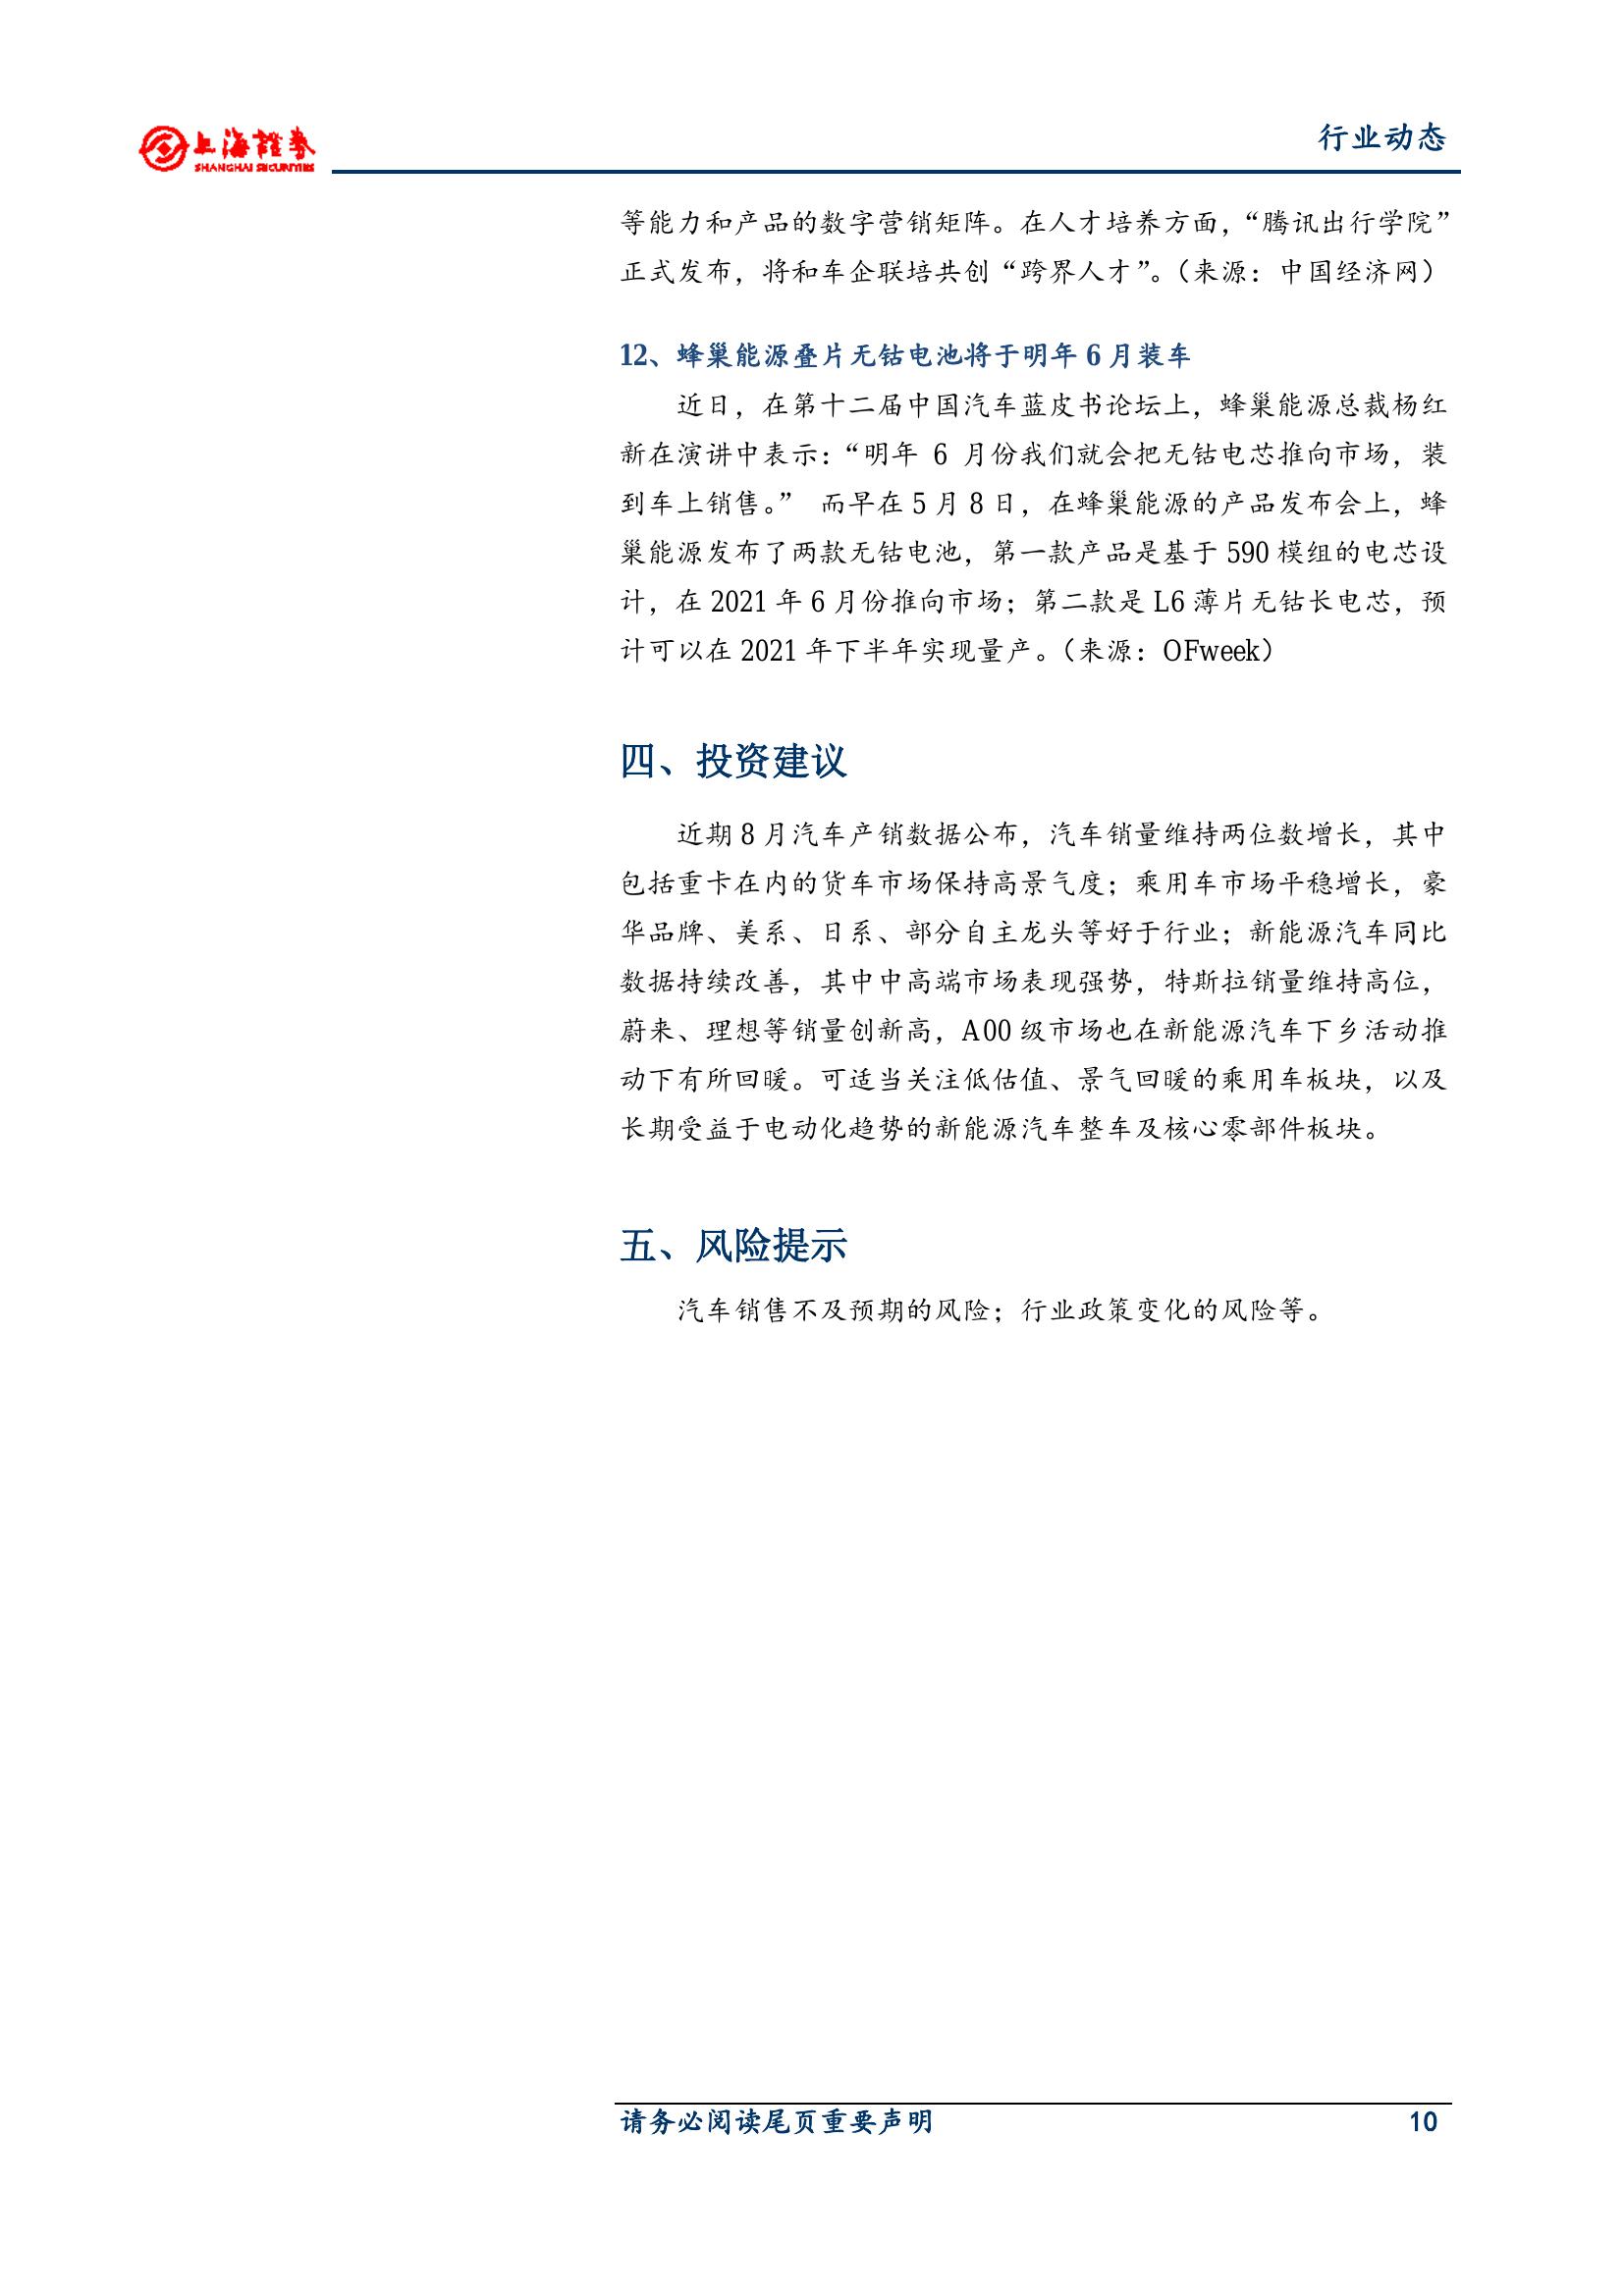 上海證券
SHANGHAI SECURITIES
行业动态
等能力和产品的数字营销矩阵。在人才培养方面，“腾讯出行学院”
正式发布，将和车企联培共创“跨界人才”。（来源：中国经济网）
12、蜂巢能源叠片无钴电池将于明年 6 月装车
近日，在第十二届中国汽车蓝皮书论坛上，蜂巢能源总裁杨红
新在演讲中表示：“明年 6 月份我们就会把无钴电芯推向市场，装
到车上销售。” 而早在 5 月 8 日，在蜂巢能源的产品发布会上，蜂
巢能源发布了两款无钴电池，第一款产品是基于 590 模组的电芯设
计，在 2021 年 6 月份推向市场；第二款是 L6 薄片无钴长电芯，预
计可以在 2021 年下半年实现量产。（来源：OFweek）
四、投资建议
近期 8 月汽车产销数据公布，汽车销量维持两位数增长，其中
包括重卡在内的货车市场保持高景气度；乘用车市场平稳增长，豪
华品牌、美系、日系、部分自主龙头等好于行业；新能源汽车同比
数据持续改善，其中中高端市场表现强势，特斯拉销量维持高位，
蔚来、理想等销量创新高，A00 级市场也在新能源汽车下乡活动推
动下有所回暖。可适当关注低估值、景气回暖的乘用车板块，以及
长期受益于电动化趋势的新能源汽车整车及核心零部件板块。
五、风险提示
汽车销售不及预期的风险；行业政策变化的风险等。
请务必阅读尾页重要声明
10